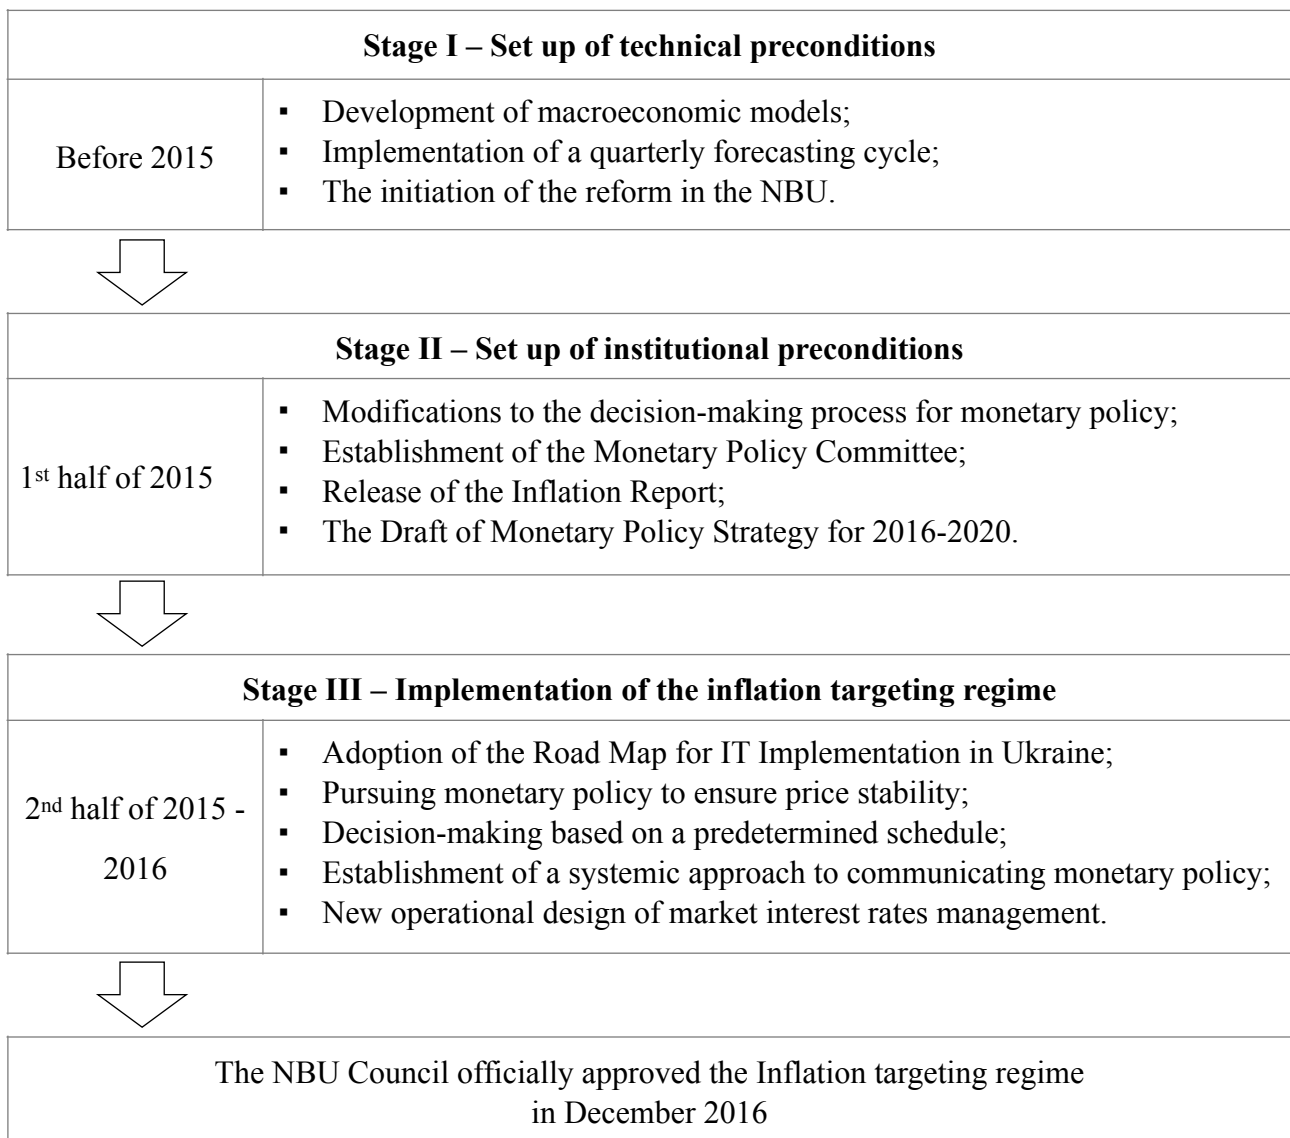 Stage I – Set up of technical preconditions
Before 2015
▪ Development of macroeconomic models;
▪ Implementation of a quarterly forecasting cycle;
▪ The initiation of the reform in the NBU.
Stage II – Set up of institutional preconditions
1st half of 2015
▪ Modifications to the decision-making process for monetary policy;
▪ Establishment of the Monetary Policy Committee;
▪ Release of the Inflation Report;
▪ The Draft of Monetary Policy Strategy for 2016-2020.
Stage III – Implementation of the inflation targeting regime
2nd half of 2015 -
2016
▪ Adoption of the Road Map for IT Implementation in Ukraine;
▪ Pursuing monetary policy to ensure price stability;
▪ Decision-making based on a predetermined schedule;
▪ Establishment of a systemic approach to communicating monetary policy;
▪ New operational design of market interest rates management.
The NBU Council officially approved the Inflation targeting regime
in December 2016